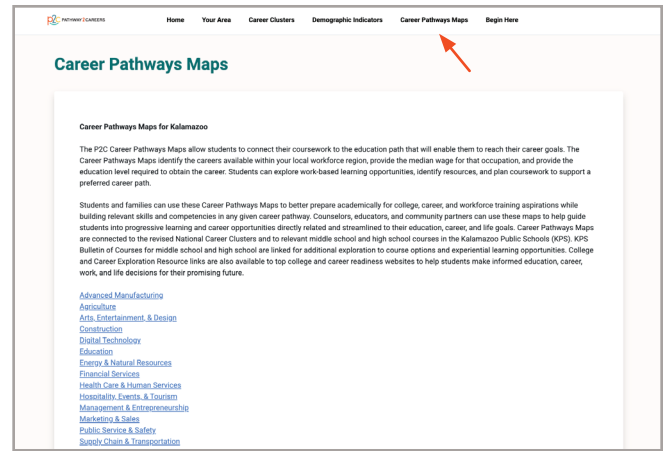 P2C PATHWAY2CAREERS
Home Your Area Career Clusters Demographic Indicators Career Pathways Maps Begin Here
Career Pathways Maps
Career Pathways Maps for Kalamazoo
The P2C Career Pathways Maps allow students to connect their coursework to the education path that will enable them to reach their career goals. The
Career Pathways Maps identify the careers available within your local workforce region, provide the median wage for that occupation, and provide the
education level required to obtain the career. Students can explore work-based learning opportunities, identify resources, and plan coursework to support a
preferred career path.
Students and families can use these Career Pathways Maps to better prepare academically for college, career, and workforce training aspirations while
building relevant skills and competencies in any given career pathway. Counselors, educators, and community partners can use these maps to help guide
students into progressive learning and career opportunities directly related and streamlined to their education, career, and life goals. Career Pathways Maps
are connected to the revised National Career Clusters and to relevant middle school and high school courses in the Kalamazoo Public Schools (KPS). KPS
Bulletin of Courses for middle school and high school are linked for additional exploration to course options and experiential learning opportunities. College
and Career Exploration Resource links are also available to top college and career readiness websites to help students make informed education, career,
work, and life decisions for their promising future.
Advanced Manufacturing
Agriculture
Arts, Entertainment, & Design
Construction
Digital Technology
Education
Energy & Natural Resources
Financial Services
Health Care & Human Services
Hospitality, Events, & Tourism
Management & Entrepreneurship
Marketing & Sales
Public Service & Safety
Supply Chain & Transportation